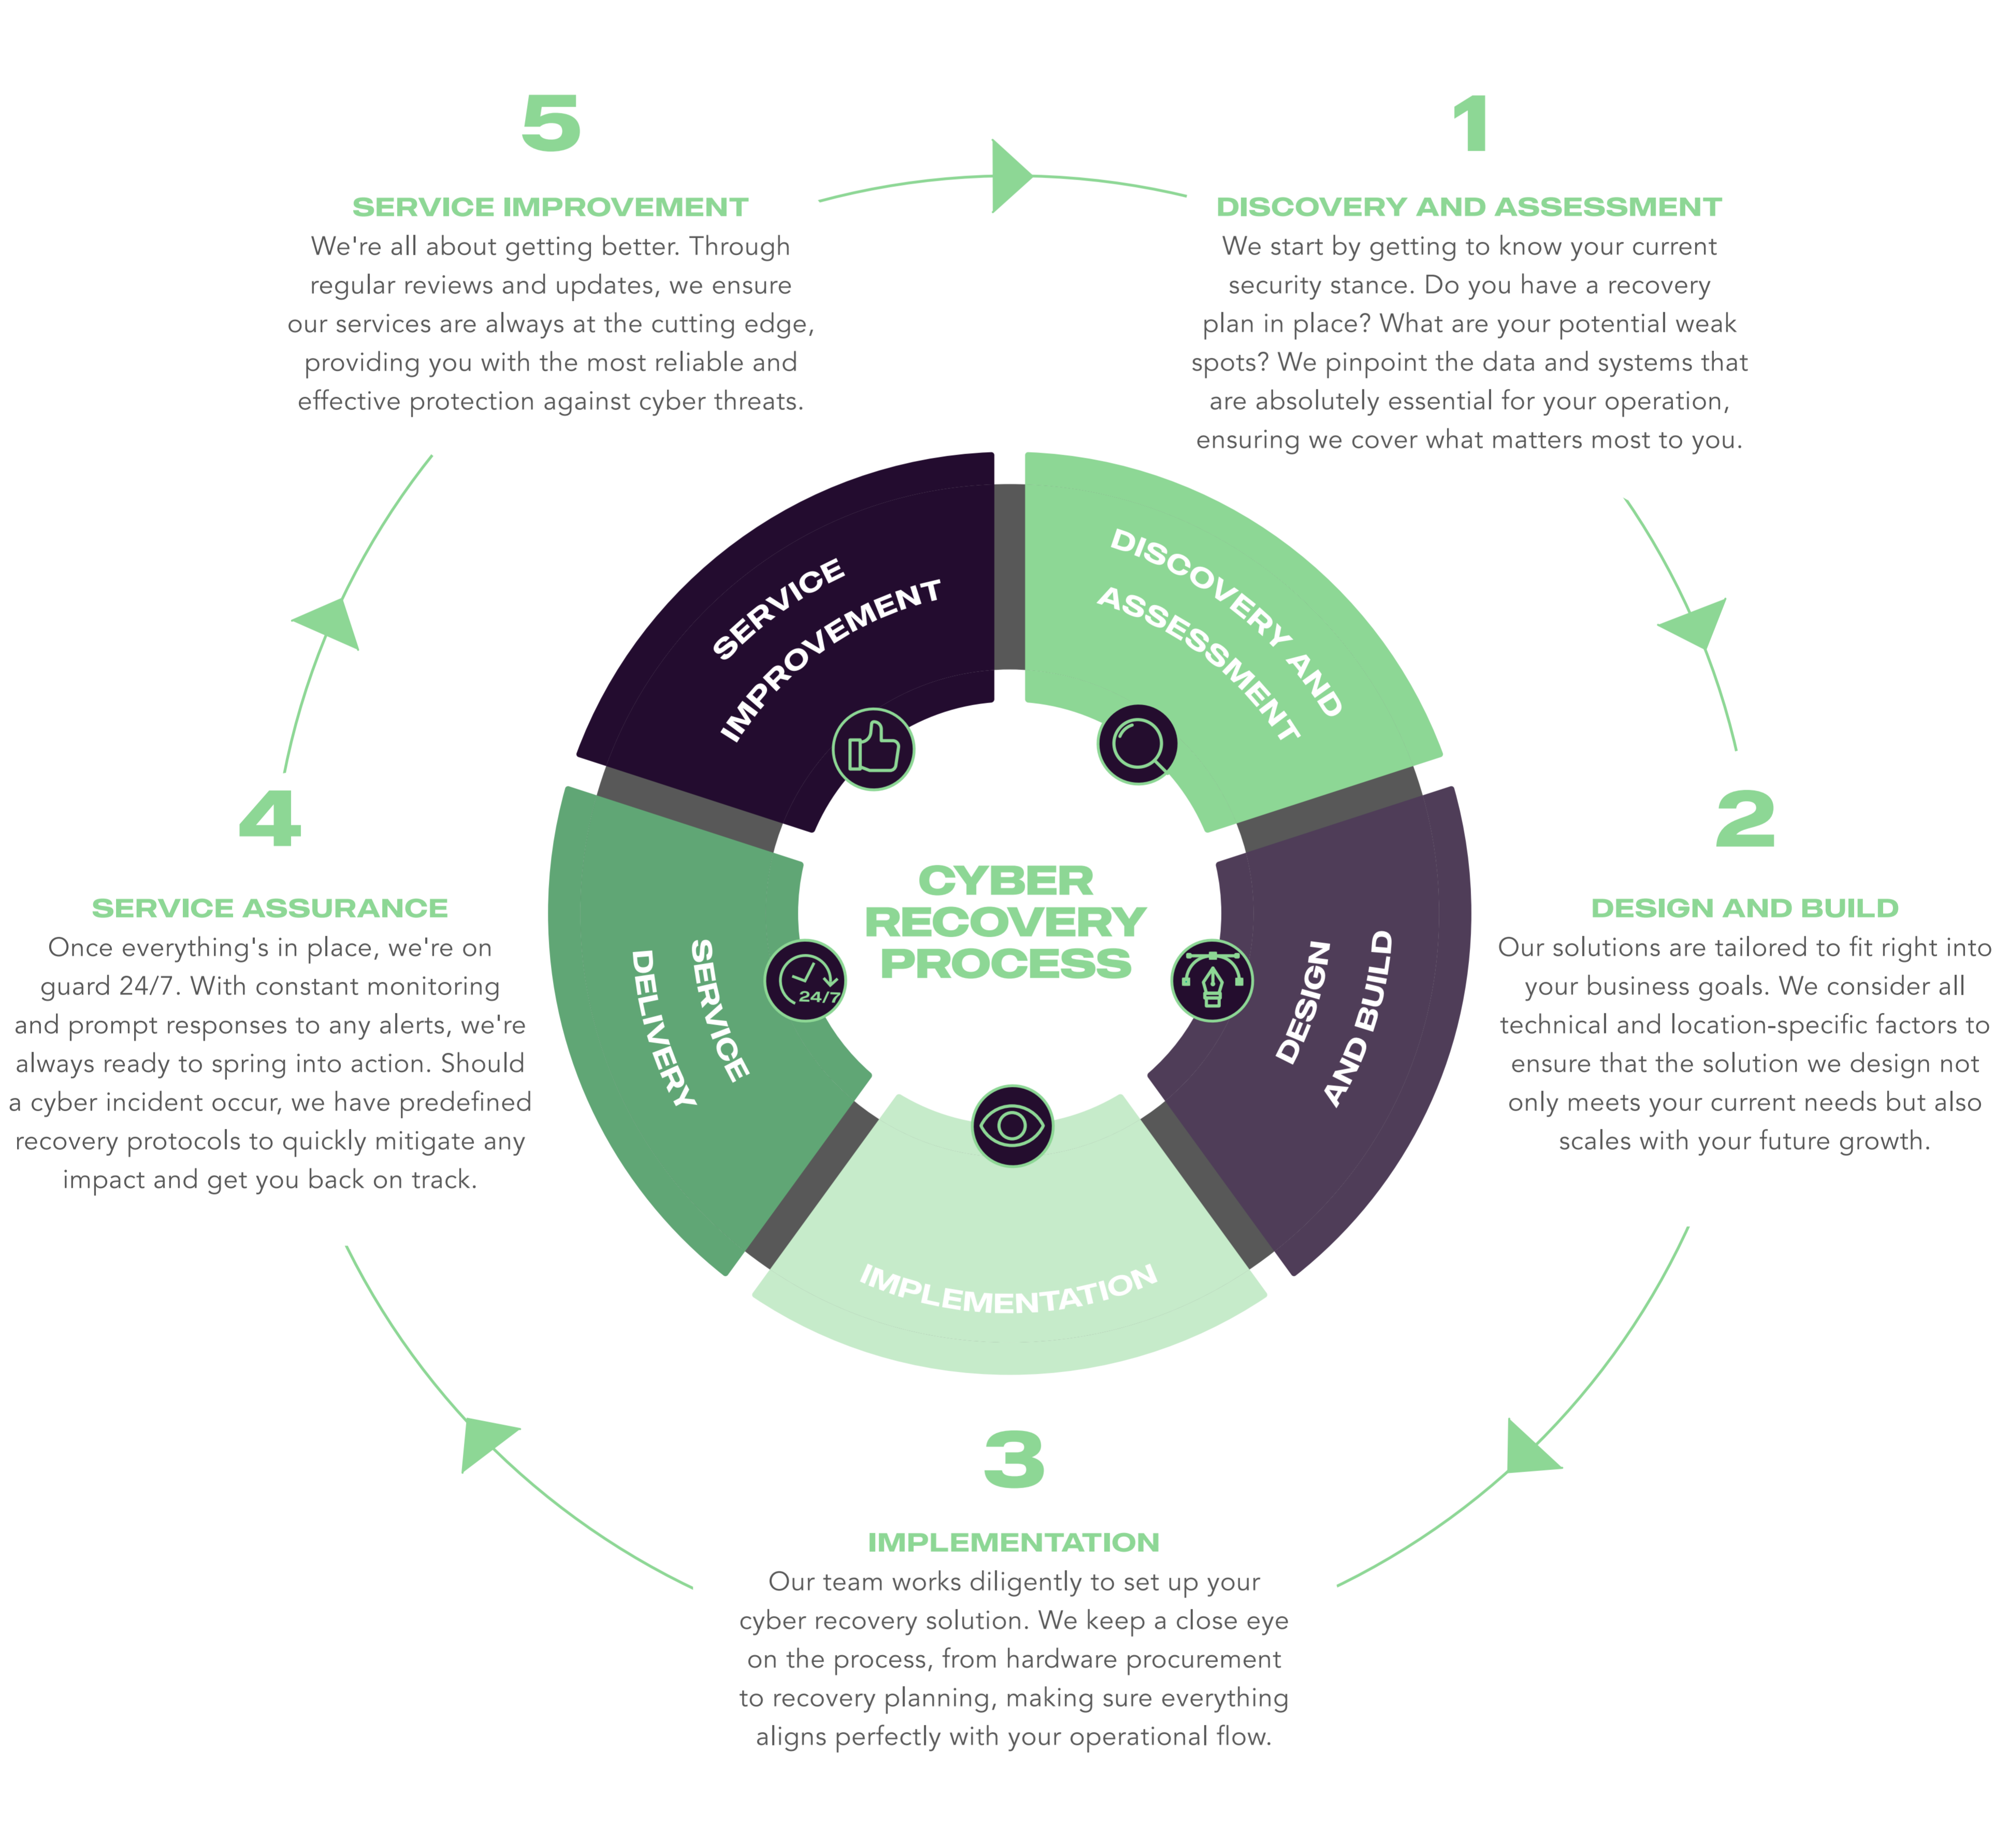 5
SERVICE IMPROVEMENT
We're all about getting better. Through
regular reviews and updates, we ensure
our services are always at the cutting edge,
providing you with the most reliable and
effective protection against cyber threats.
1
DISCOVERY AND ASSESSMENT
We start by getting to know your current
security stance. Do you have a recovery
plan in place? What are your potential weak
spots? We pinpoint the data and systems that
are absolutely essential for your operation,
ensuring we cover what matters most to you.
SERVICE
IMPROVEMENT
DISCOVERY AND
ASSESSMENT
4
SERVICE ASSURANCE
Once everything's in place, we're on
guard 24/7. With constant monitoring
and prompt responses to any alerts, we're
always ready to spring into action. Should
a cyber incident occur, we have predefined
recovery protocols to quickly mitigate any
impact and get you back on track.
SERVICE
DELIVERY
24/7
CYBER
RECOVERY
PROCESS
DESIGN
AND BUILD
2
DESIGN AND BUILD
Our solutions are tailored to fit right into
your business goals. We consider all
technical and location-specific factors to
ensure that the solution we design not
only meets your current needs but also
scales with your future growth.
IMPLEMENTATION
3
IMPLEMENTATION
Our team works diligently to set up your
cyber recovery solution. We keep a close eye
on the process, from hardware procurement
to recovery planning, making sure everything
aligns perfectly with your operational flow.